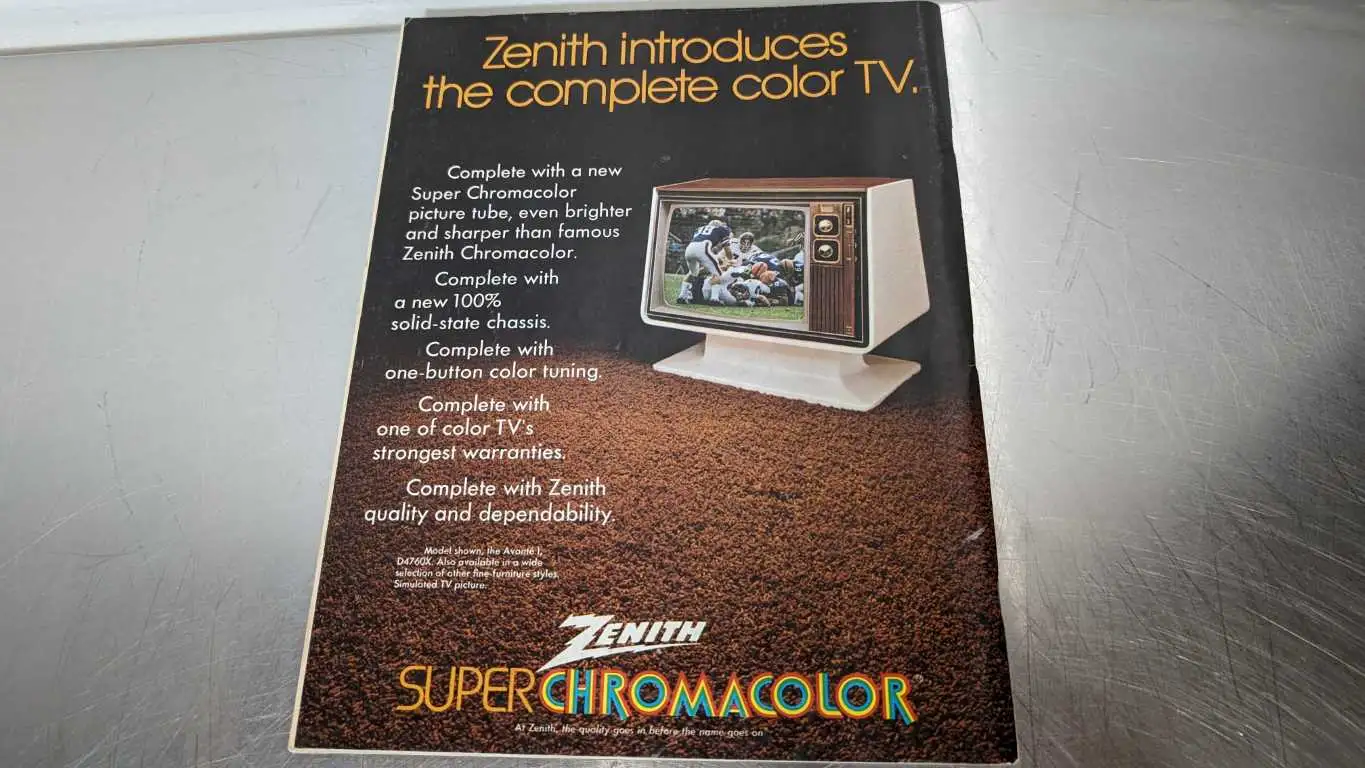 Zenith introduces
the complete color TV.
Complete with a new
Super Chromacolor
picture tube, even brighter
and sharper than famous
Zenith Chromacolor.
Complete with
a new 100%
solid-state chassis.
Complete with
one-button color tuning.
Complete with
one of color TV's
strongest warranties.
Complete with Zenith
quality and dependability.
Model shown, the Avanté I,
D4760X. Also available in a wide
selection of other fine-furniture styles.
Simulated TV picture.
ZENITH
SUPER CHROMACOLOR®
At Zenith, the quality goes in before the name goes on